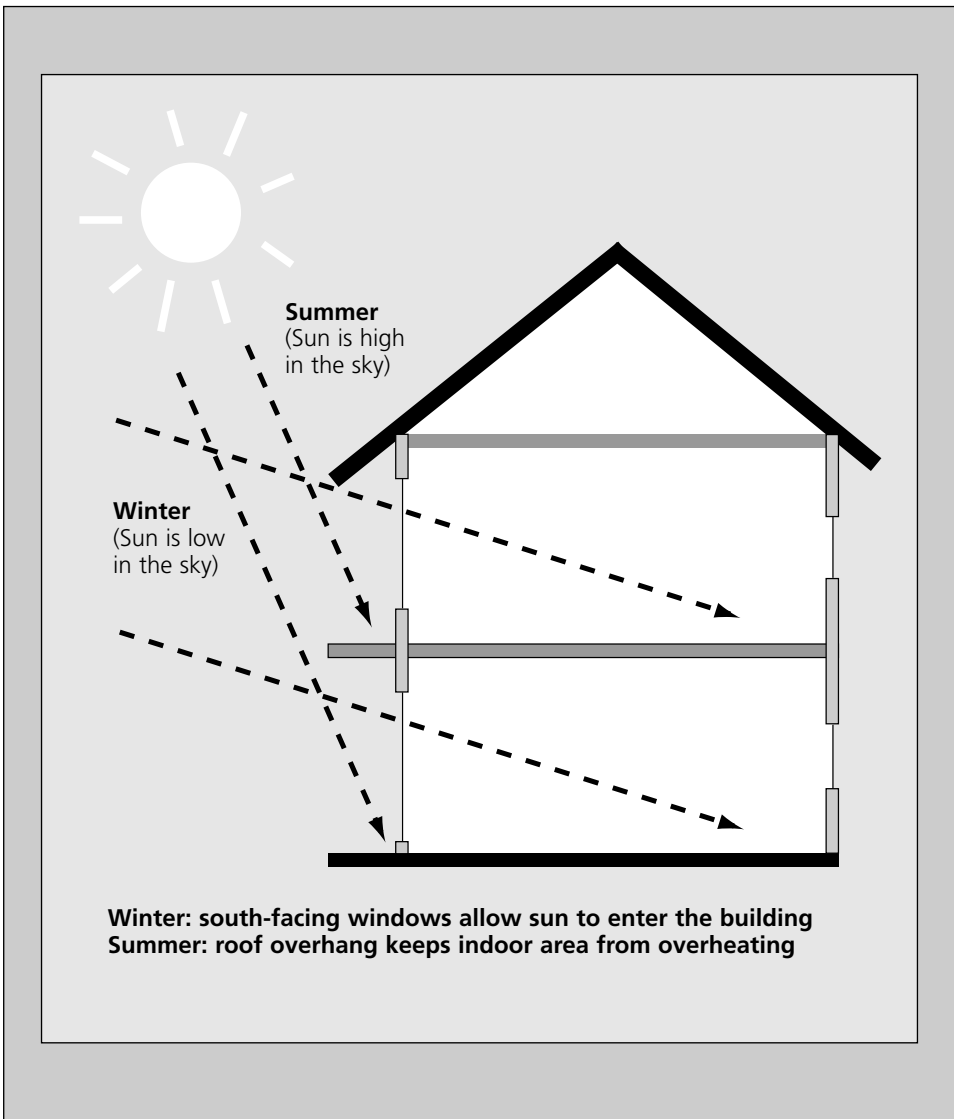 Summer
(Sun is high
in the sky)
Winter
(Sun is low
in the sky)
Winter: south-facing windows allow sun to enter the building
Summer: roof overhang keeps indoor area from overheating